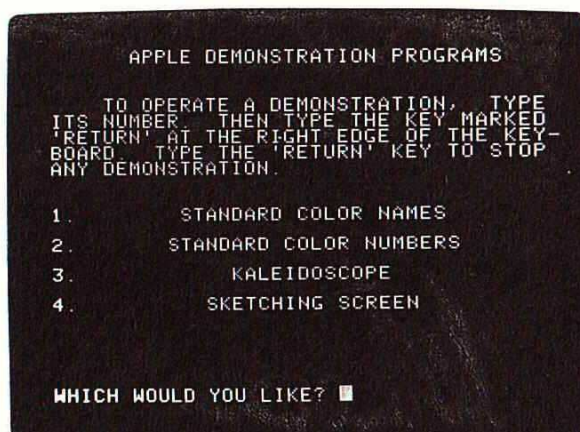 APPLE DEMONSTRATION PROGRAMS
TO OPERATE A DEMONSTRATION, TYPE
ITS NUMBER. THEN TYPE THE KEY MARKED
'RETURN' AT THE RIGHT EDGE OF THE KEY-
BOARD. TYPE THE 'RETURN' KEY TO STOP
ANY DEMONSTRATION.
1. STANDARD COLOR NAMES
2. STANDARD COLOR NUMBERS
3. KALEIDOSCOPE
4. SKETCHING SCREEN
WHICH WOULD YOU LIKE?